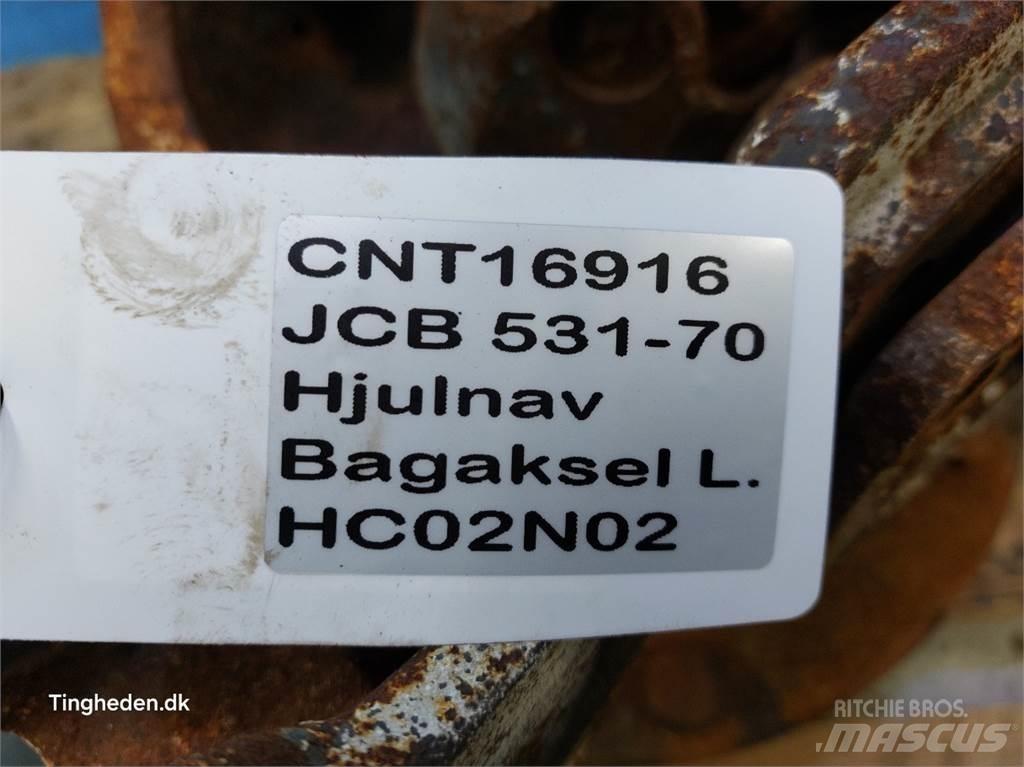 CNT16916
JCB 531-70
Hjulnav
Bagaksel L.
HC02N02
Tingheden.dk
RITCHIE BROS.
MASCUS